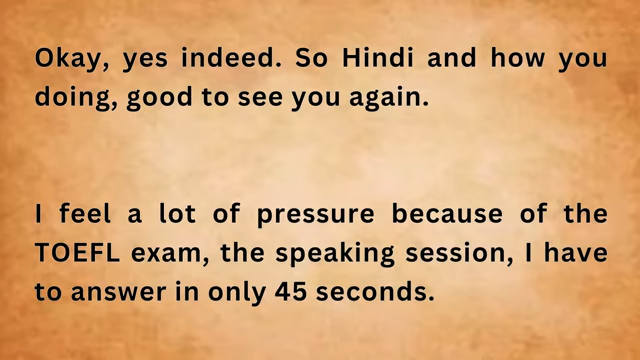 Okay, yes indeed. So Hindi and how you
doing, good to see you again.
I feel a lot of pressure because of the
TOEFL exam, the speaking session, I have
to answer in only 45 seconds.